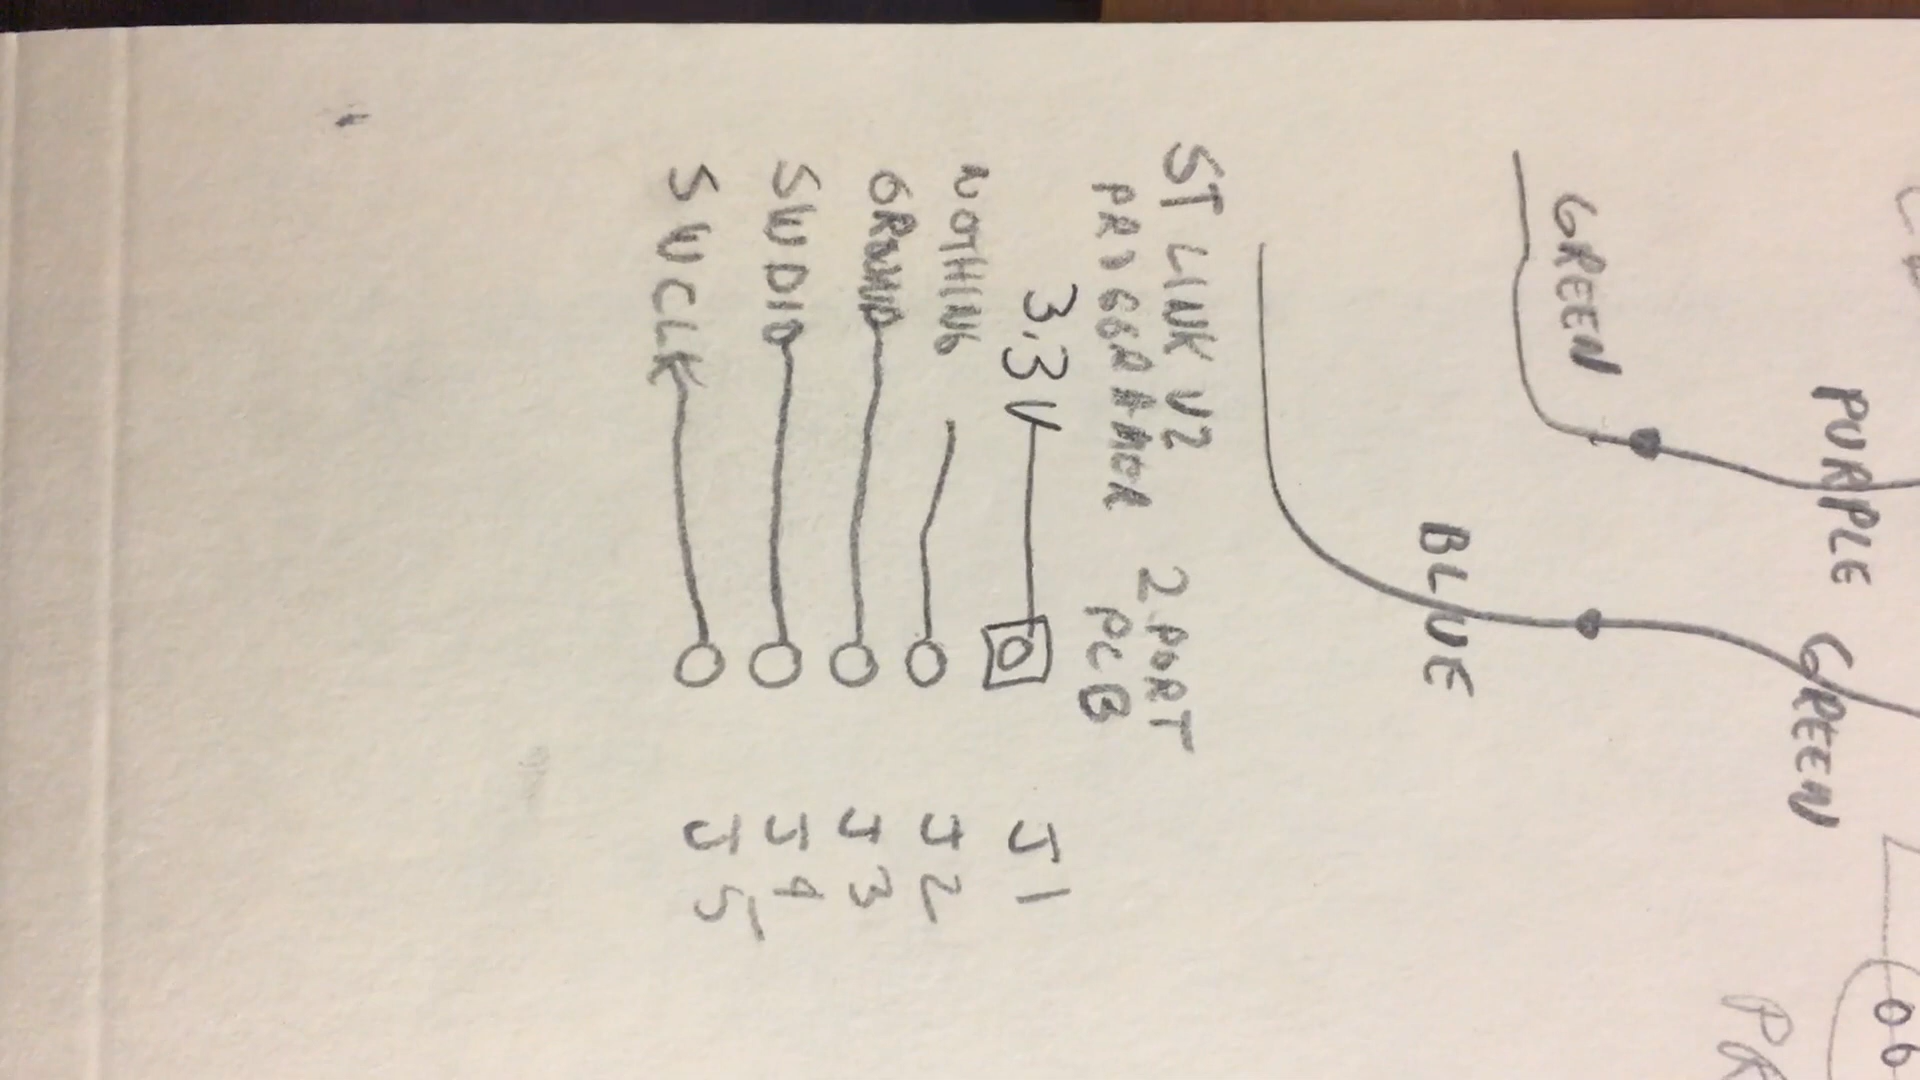 PURPLE GREEN
GREEN
BLUE
ST LINK V2 2 PORT
PROGGRAMMOR PCB
3.3V J1
NOTHING J2
GROUND J3
SWDIO J4
SWCLK J5